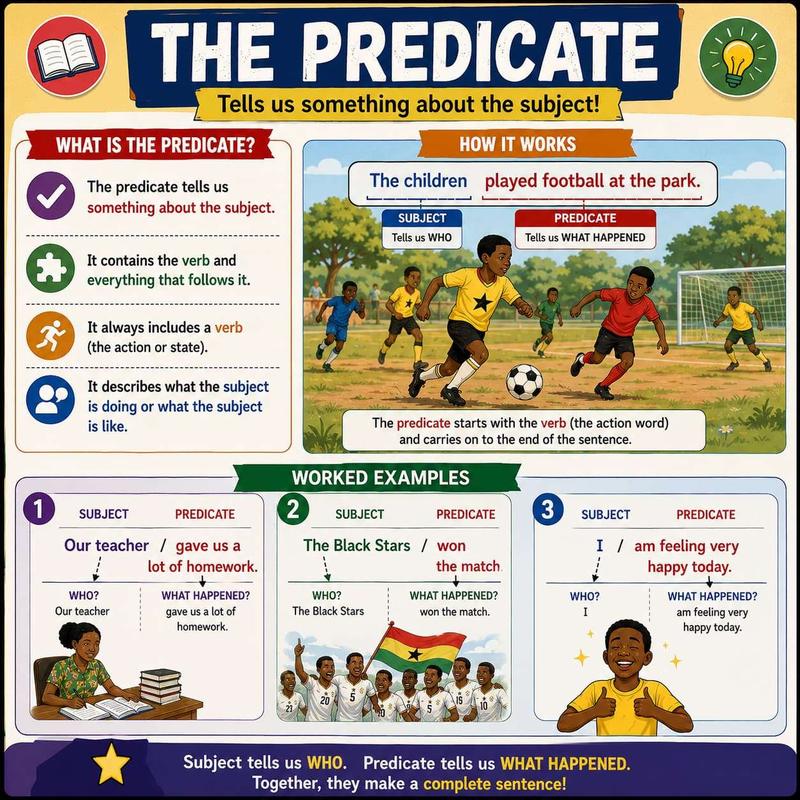 THE PREDICATE
Tells us something about the subject!
WHAT IS THE PREDICATE?
The predicate tells us
something about the subject.
It contains the verb and
everything that follows it.
It always includes a verb
(the action or state).
It describes what the subject
is doing or what the subject
is like.
HOW IT WORKS
The children played football at the park.
SUBJECT
Tells us WHO
PREDICATE
Tells us WHAT HAPPENED
The predicate starts with the verb (the action word)
and carries on to the end of the sentence.
WORKED EXAMPLES
1
SUBJECT PREDICATE
Our teacher / gave us a
lot of homework.
WHO? WHAT HAPPENED?
Our teacher gave us a lot of
homework.
2
SUBJECT PREDICATE
The Black Stars / won
the match
WHO? WHAT HAPPENED?
The Black Stars won the match.
21 20 5 5 19 10
3
SUBJECT PREDICATE
I / am feeling very
happy today.
WHO? WHAT HAPPENED?
I am feeling very
happy today.
Subject tells us WHO. Predicate tells us WHAT HAPPENED.
Together, they make a complete sentence!